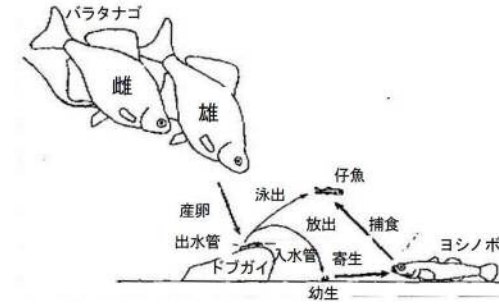 バラタナゴ
雌
雄
仔魚
泳出
産卵
放出
捕食
出水管
入水管
寄生
ヨシノボ
ドブガイ
幼生